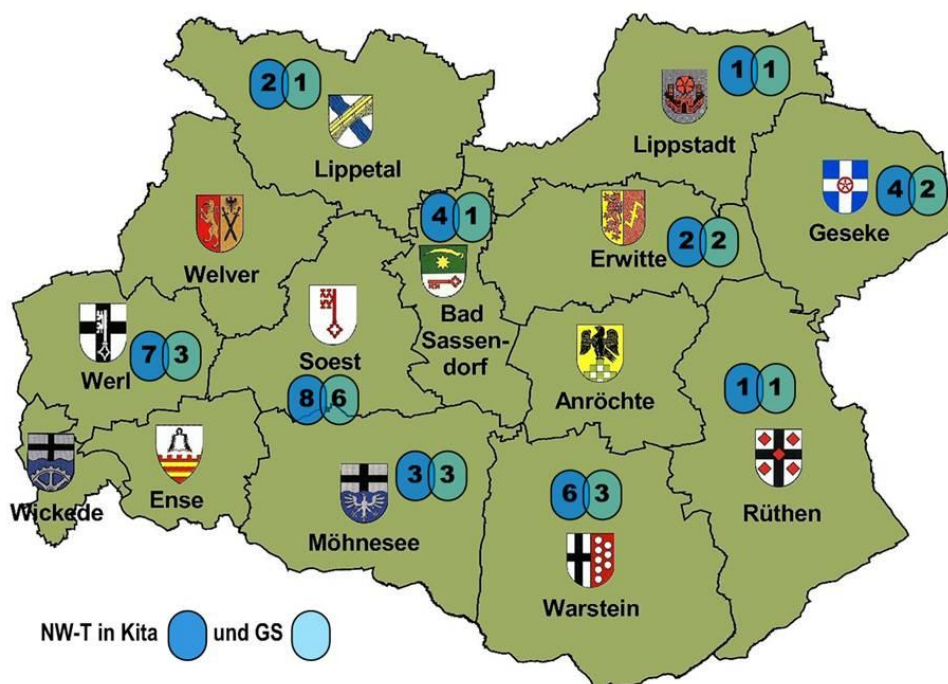 2 1
Lippetal
1 1
Lippstadt
4 2
Geseke
4 1
Bad
Sassen-
dorf
2 2
Erwitte
Welver
7 3
Werl
Soest
8 6
Anröchte
1 1
Rüthen
Wickede
Ense
3 3
Möhnesee
6 3
Warstein
NW-T in Kita und GS